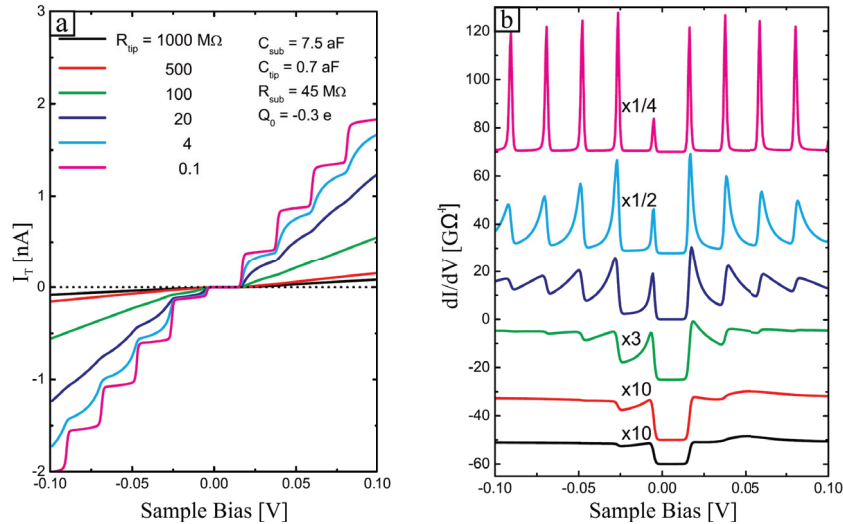 a
R_tip = 1000 MΩ
500
100
20
4
0.1
C_sub = 7.5 aF
C_tip = 0.7 aF
R_sub = 45 MΩ
Q_0 = -0.3 e
3
2
1
0
-1
-2
I_T [nA]
-0.10 -0.05 0.00 0.05 0.10
Sample Bias [V]
b
120
100
80
60
40
20
0
-20
-40
-60
dI/dV [GΩ⁻¹]
x1/4
x1/2
x3
x10
x10
-0.10 -0.05 0.00 0.05 0.10
Sample Bias [V]